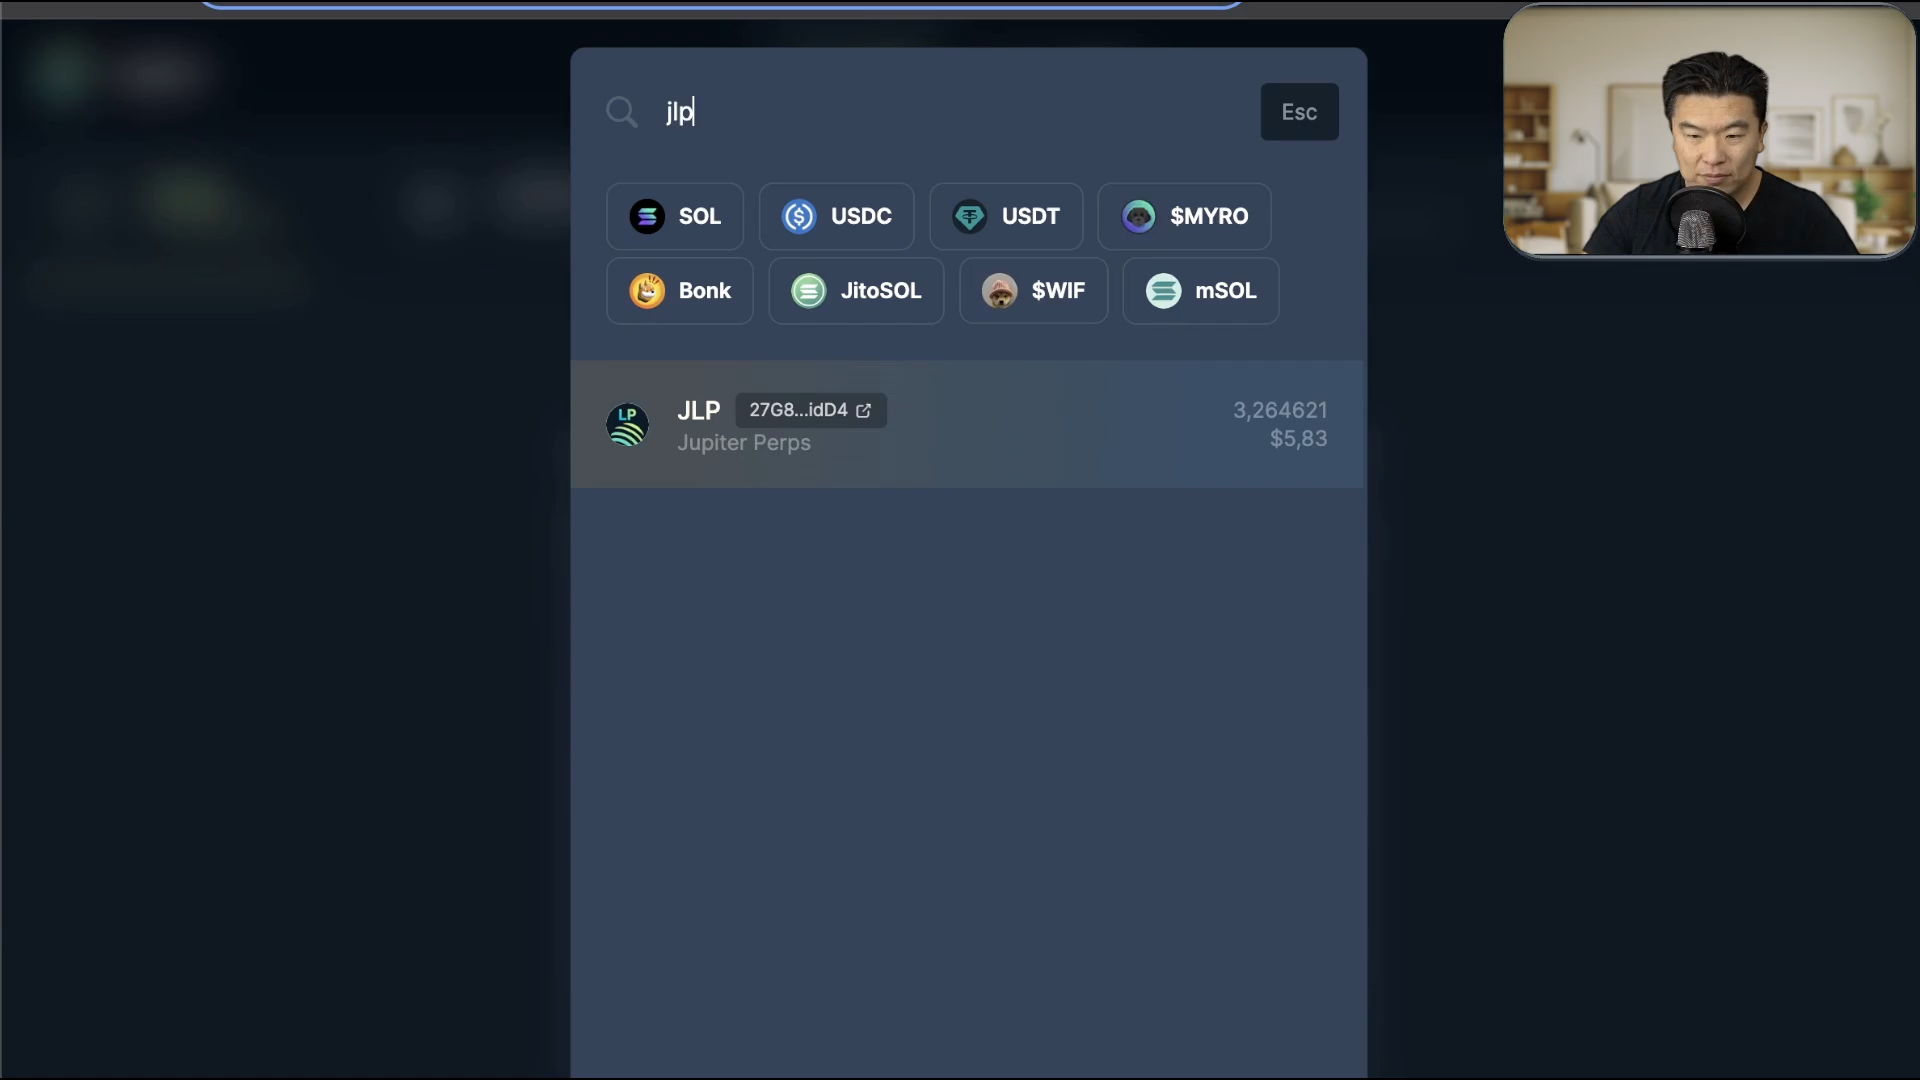 jlp
Esc
SOL
USDC
USDT
$MYRO
Bonk
JitoSOL
$WIF
mSOL
LP
JLP
27G8...idD4
3,264621
Jupiter Perps
$5,83